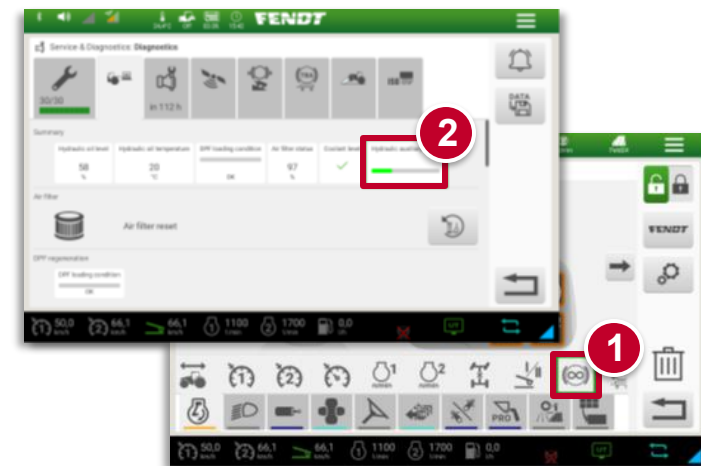 FENDT
Service & Diagnostics: Diagnostics
30/30
in 112 h
DATA
Summary
Hydraulic oil level
Hydraulic oil temperature
DPF loading condition
Air filter status
Coolant level
58
%
20
°C
OK
97
%
2
Air filter
Air filter reset
DPF regeneration
DPF loading condition
OK
50,0 km/h
66,1 km/h
66,1 km/h
1100 1/min
1700 1/min
0,0 l/h
UT
FENDT
1
PRO
50,0 km/h
66,1 km/h
66,1 km/h
1100 1/min
1700 1/min
0,0 l/h
UT